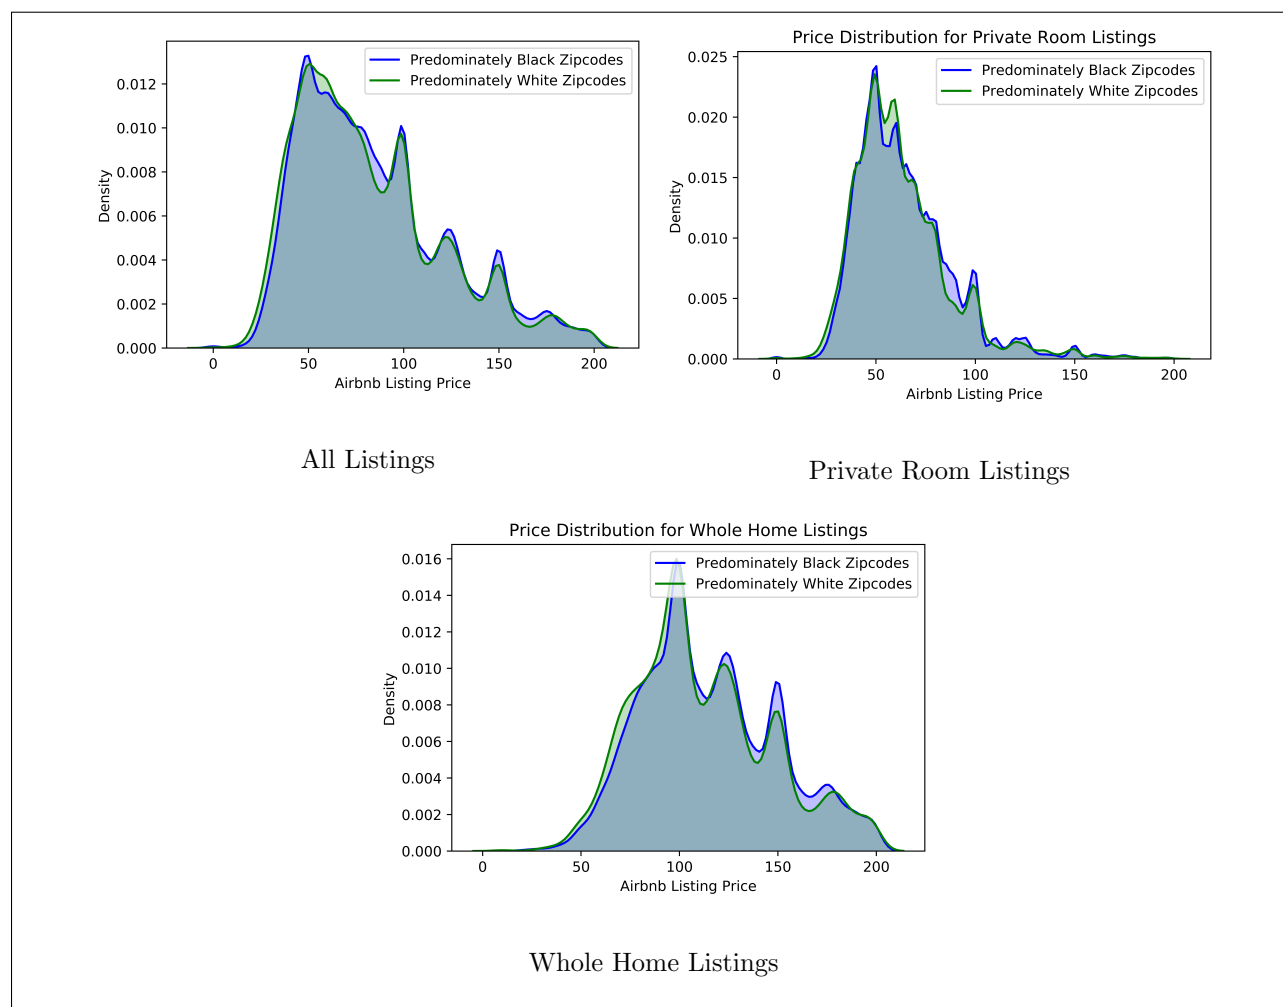 Predominately Black Zipcodes
Predominately White Zipcodes
0.012
0.010
0.008
0.006
0.004
0.002
0.000
Density
0
50
100
150
200
Airbnb Listing Price
All Listings
Price Distribution for Private Room Listings
Predominately Black Zipcodes
Predominately White Zipcodes
0.025
0.020
0.015
0.010
0.005
0.000
Density
0
50
100
150
200
Airbnb Listing Price
Private Room Listings
Price Distribution for Whole Home Listings
Predominately Black Zipcodes
Predominately White Zipcodes
0.016
0.014
0.012
0.010
0.008
0.006
0.004
0.002
0.000
Density
0
50
100
150
200
Airbnb Listing Price
Whole Home Listings